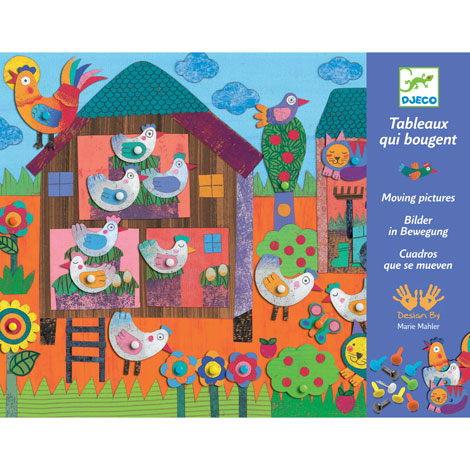 DJECO
Tableaux
qui bougent
Moving pictures
Bilder
in Bewegung
Cuadros
que se mueven
Design By
Marie Mahler